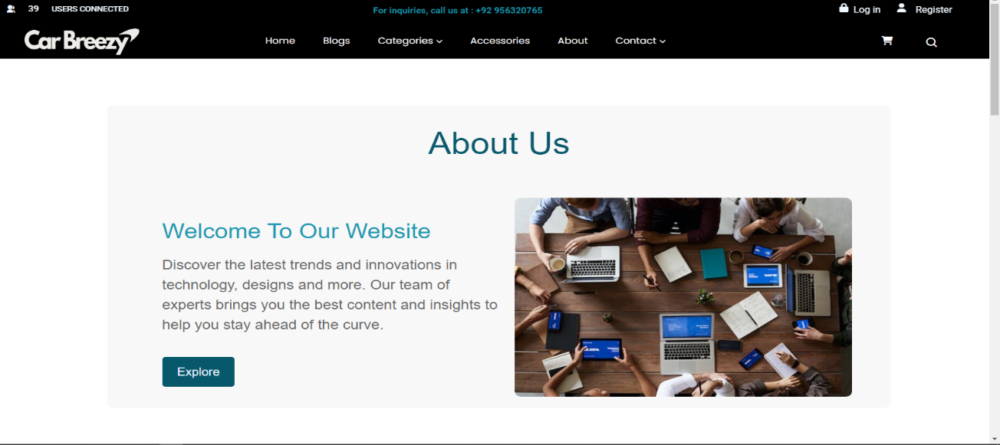 39 USERS CONNECTED
For inquiries, call us at : +92 956320765
Log in Register
Car Breezy
Home Blogs Categories Accessories About Contact
About Us
Welcome To Our Website
Discover the latest trends and innovations in
technology, designs and more. Our team of
experts brings you the best content and insights to
help you stay ahead of the curve.
Explore